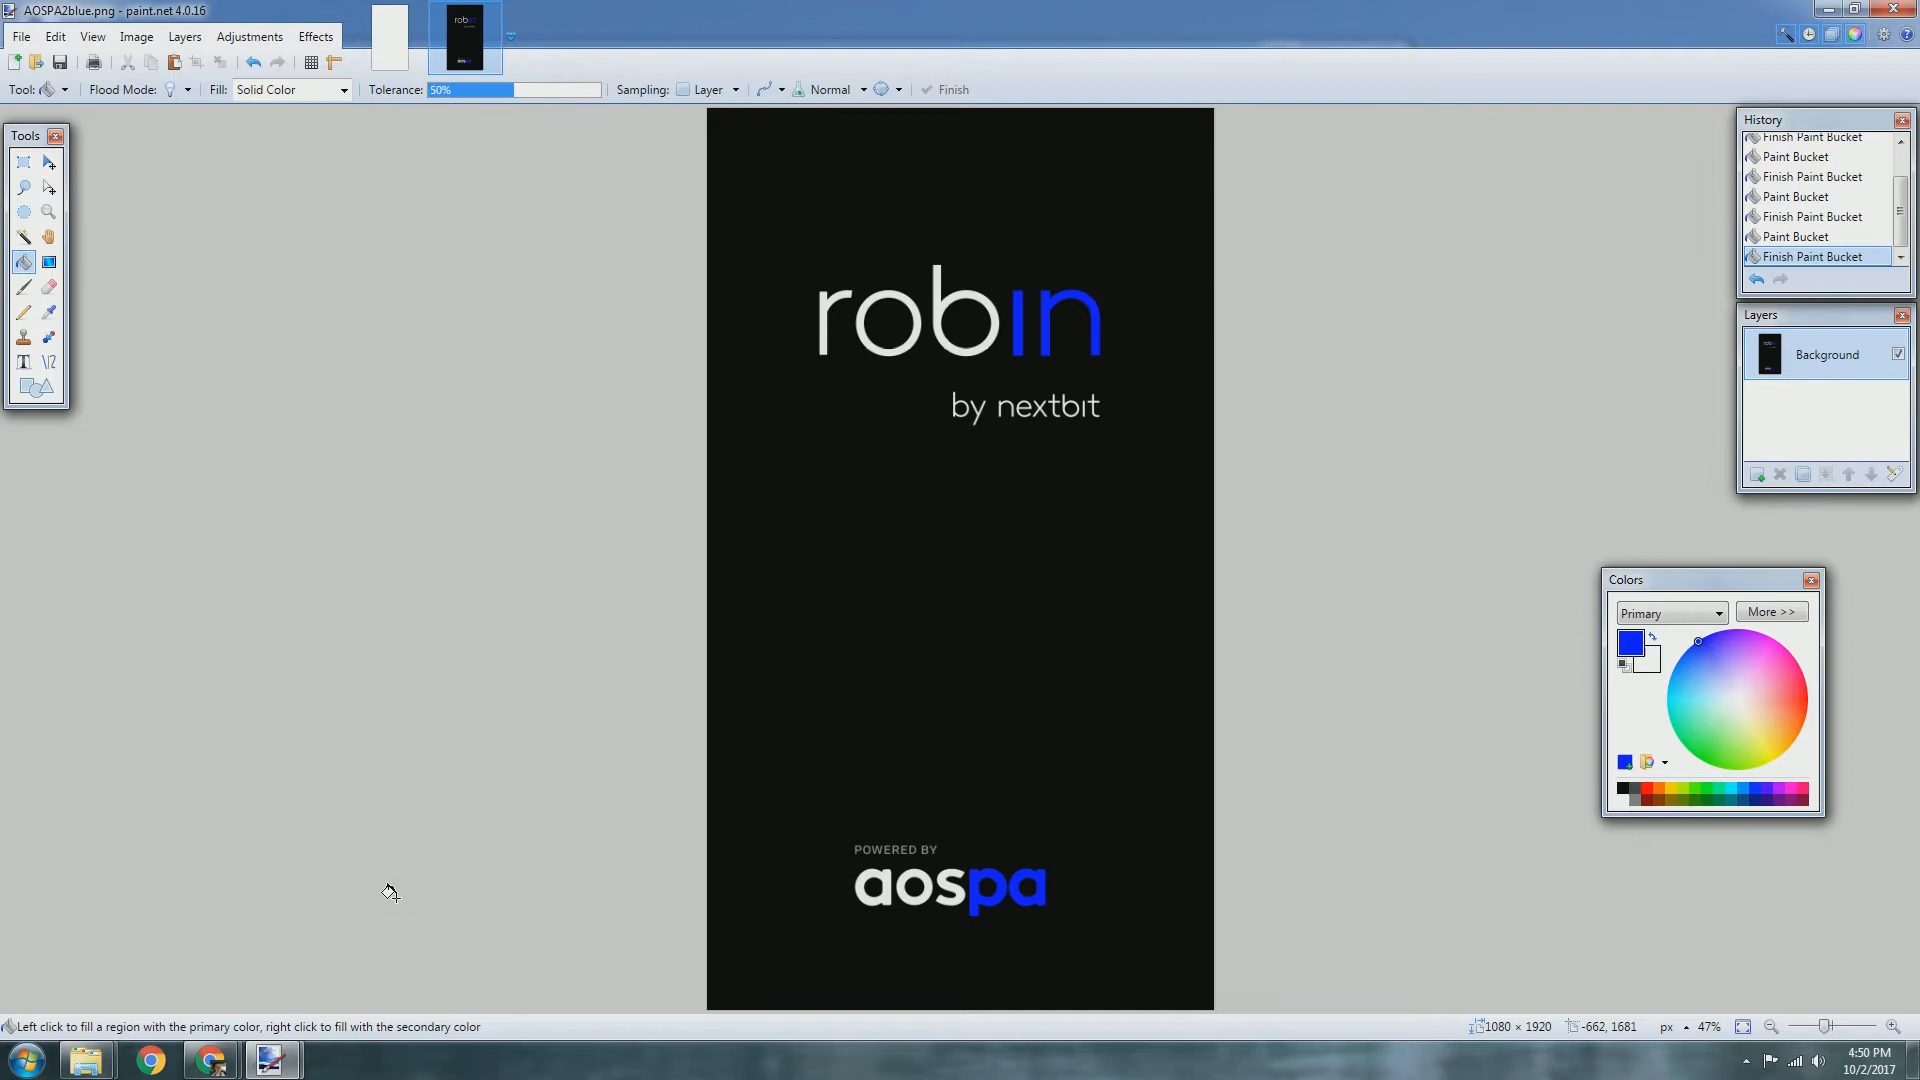 AOSPA2blue.png - paint.net 4.0.16
File Edit View Image Layers Adjustments Effects
Tool: Flood Mode: Fill: Solid Color Tolerance: 50% Sampling: Layer Normal Finish
Tools
robın
by nextbıt
POWERED BY
aospa
History
Finish Paint Bucket
Paint Bucket
Finish Paint Bucket
Paint Bucket
Finish Paint Bucket
Paint Bucket
Finish Paint Bucket
Layers
Background
Colors
Primary
More >>
Left click to fill a region with the primary color, right click to fill with the secondary color
1080 × 1920 -662, 1681 px 47%
4:50 PM
10/2/2017